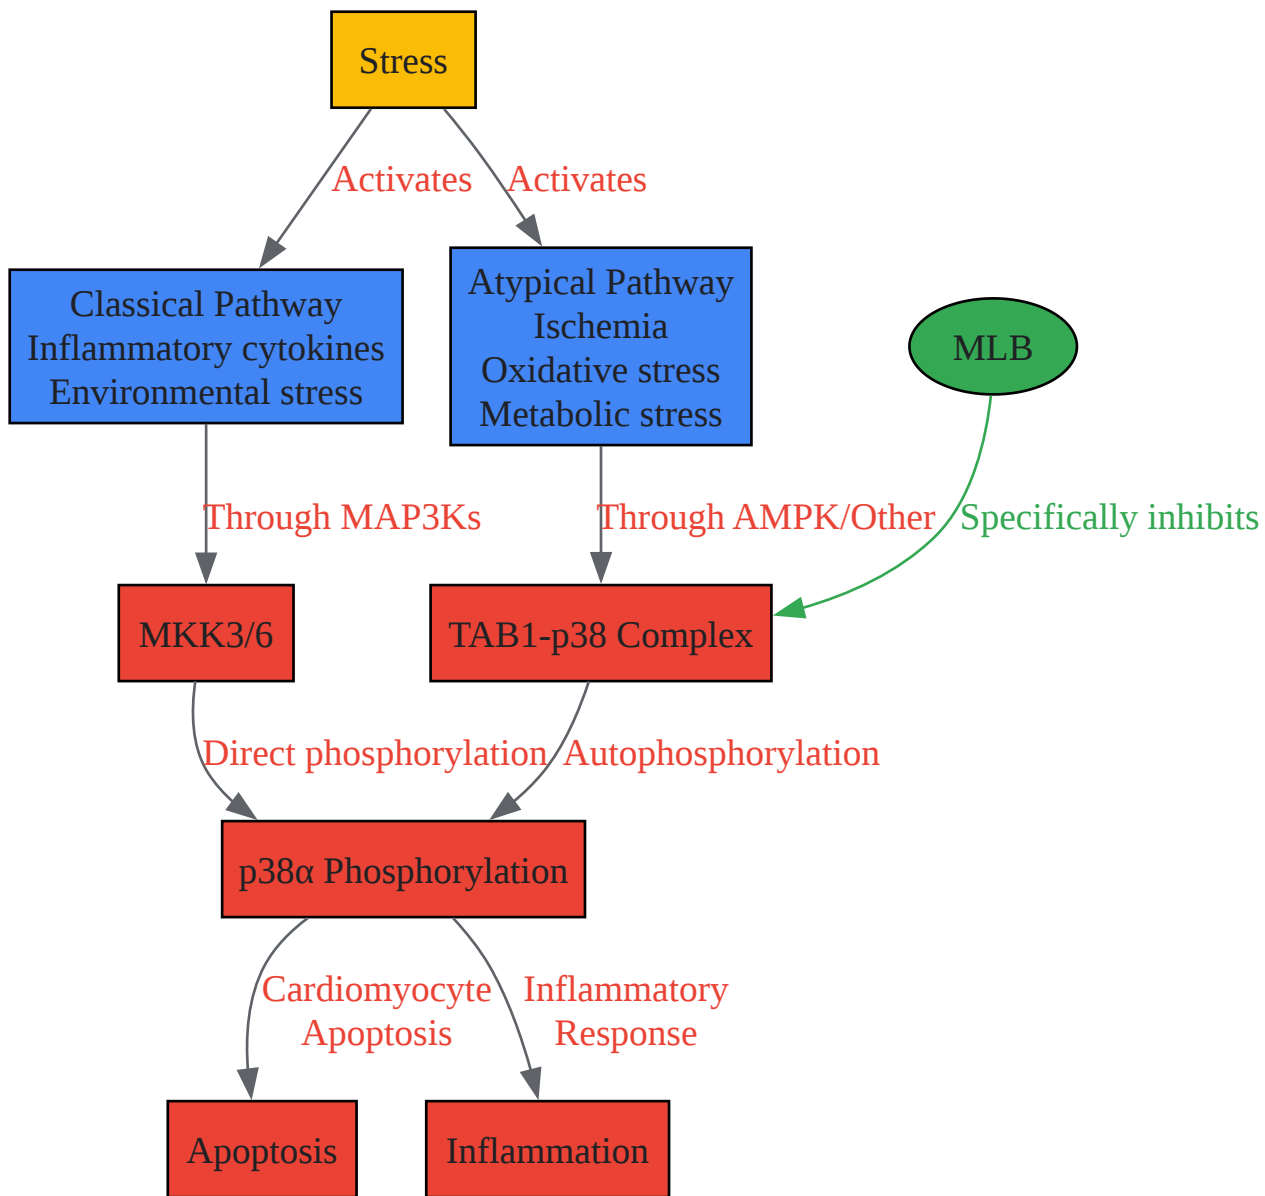 Stress
Activates
Activates
Classical Pathway
Inflammatory cytokines
Environmental stress
Atypical Pathway
Ischemia
Oxidative stress
Metabolic stress
MLB
Through MAP3Ks
Through AMPK/Other
Specifically inhibits
MKK3/6
TAB1-p38 Complex
Direct phosphorylation
Autophosphorylation
p38α Phosphorylation
Cardiomyocyte
Apoptosis
Inflammatory
Response
Apoptosis
Inflammation